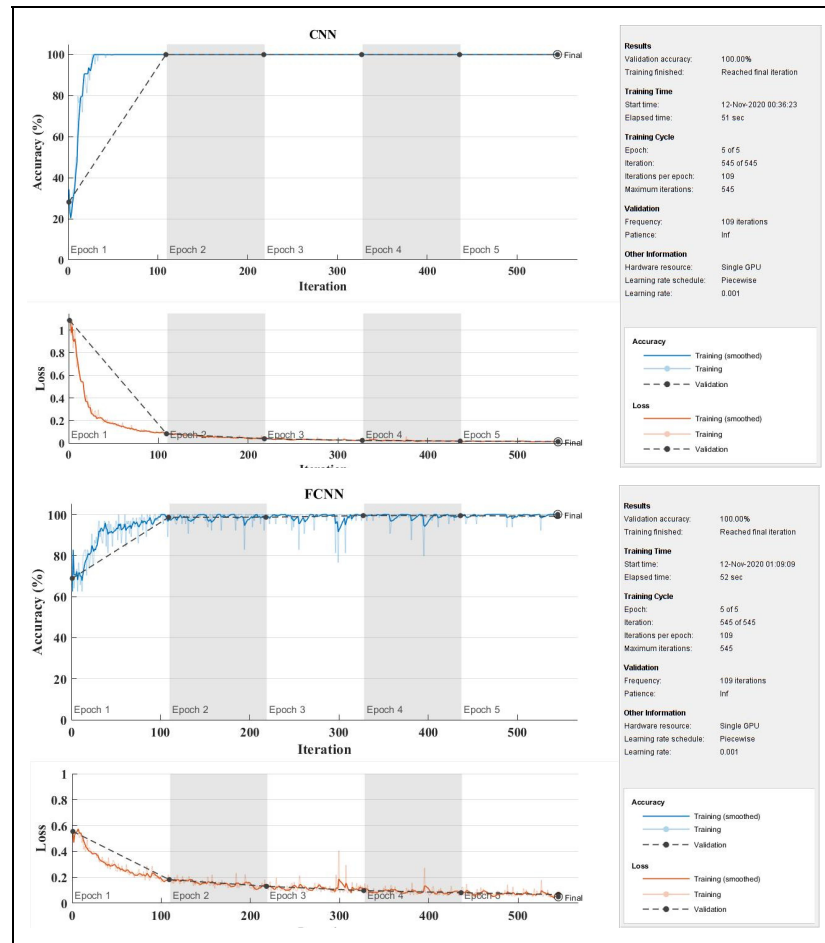 CNN
Accuracy (%)
100
80
60
40
20
0
Epoch 1 Epoch 2 Epoch 3 Epoch 4 Epoch 5
Final
0 100 200 300 400 500
Iteration
Loss
1
0.8
0.6
0.4
0.2
0
Epoch 1 Epoch 2 Epoch 3 Epoch 4 Epoch 5
Final
0 100 200 300 400 500
Iteration
Results
Validation accuracy: 100.00%
Training finished: Reached final iteration
Training Time
Start time: 12-Nov-2020 00:36:23
Elapsed time: 51 sec
Training Cycle
Epoch: 5 of 5
Iteration: 545 of 545
Iterations per epoch: 109
Maximum iterations: 545
Validation
Frequency: 109 iterations
Patience: Inf
Other Information
Hardware resource: Single GPU
Learning rate schedule: Piecewise
Learning rate: 0.001
Accuracy
Training (smoothed)
Training
Validation
Loss
Training (smoothed)
Training
Validation
FCNN
Accuracy (%)
100
80
60
40
20
0
Epoch 1 Epoch 2 Epoch 3 Epoch 4 Epoch 5
Final
0 100 200 300 400 500
Iteration
Loss
1
0.8
0.6
0.4
0.2
0
Epoch 1 Epoch 2 Epoch 3 Epoch 4 Epoch 5
Final
0 100 200 300 400 500
Results
Validation accuracy: 100.00%
Training finished: Reached final iteration
Training Time
Start time: 12-Nov-2020 01:09:09
Elapsed time: 52 sec
Training Cycle
Epoch: 5 of 5
Iteration: 545 of 545
Iterations per epoch: 109
Maximum iterations: 545
Validation
Frequency: 109 iterations
Patience: Inf
Other Information
Hardware resource: Single GPU
Learning rate schedule: Piecewise
Learning rate: 0.001
Accuracy
Training (smoothed)
Training
Validation
Loss
Training (smoothed)
Training
Validation